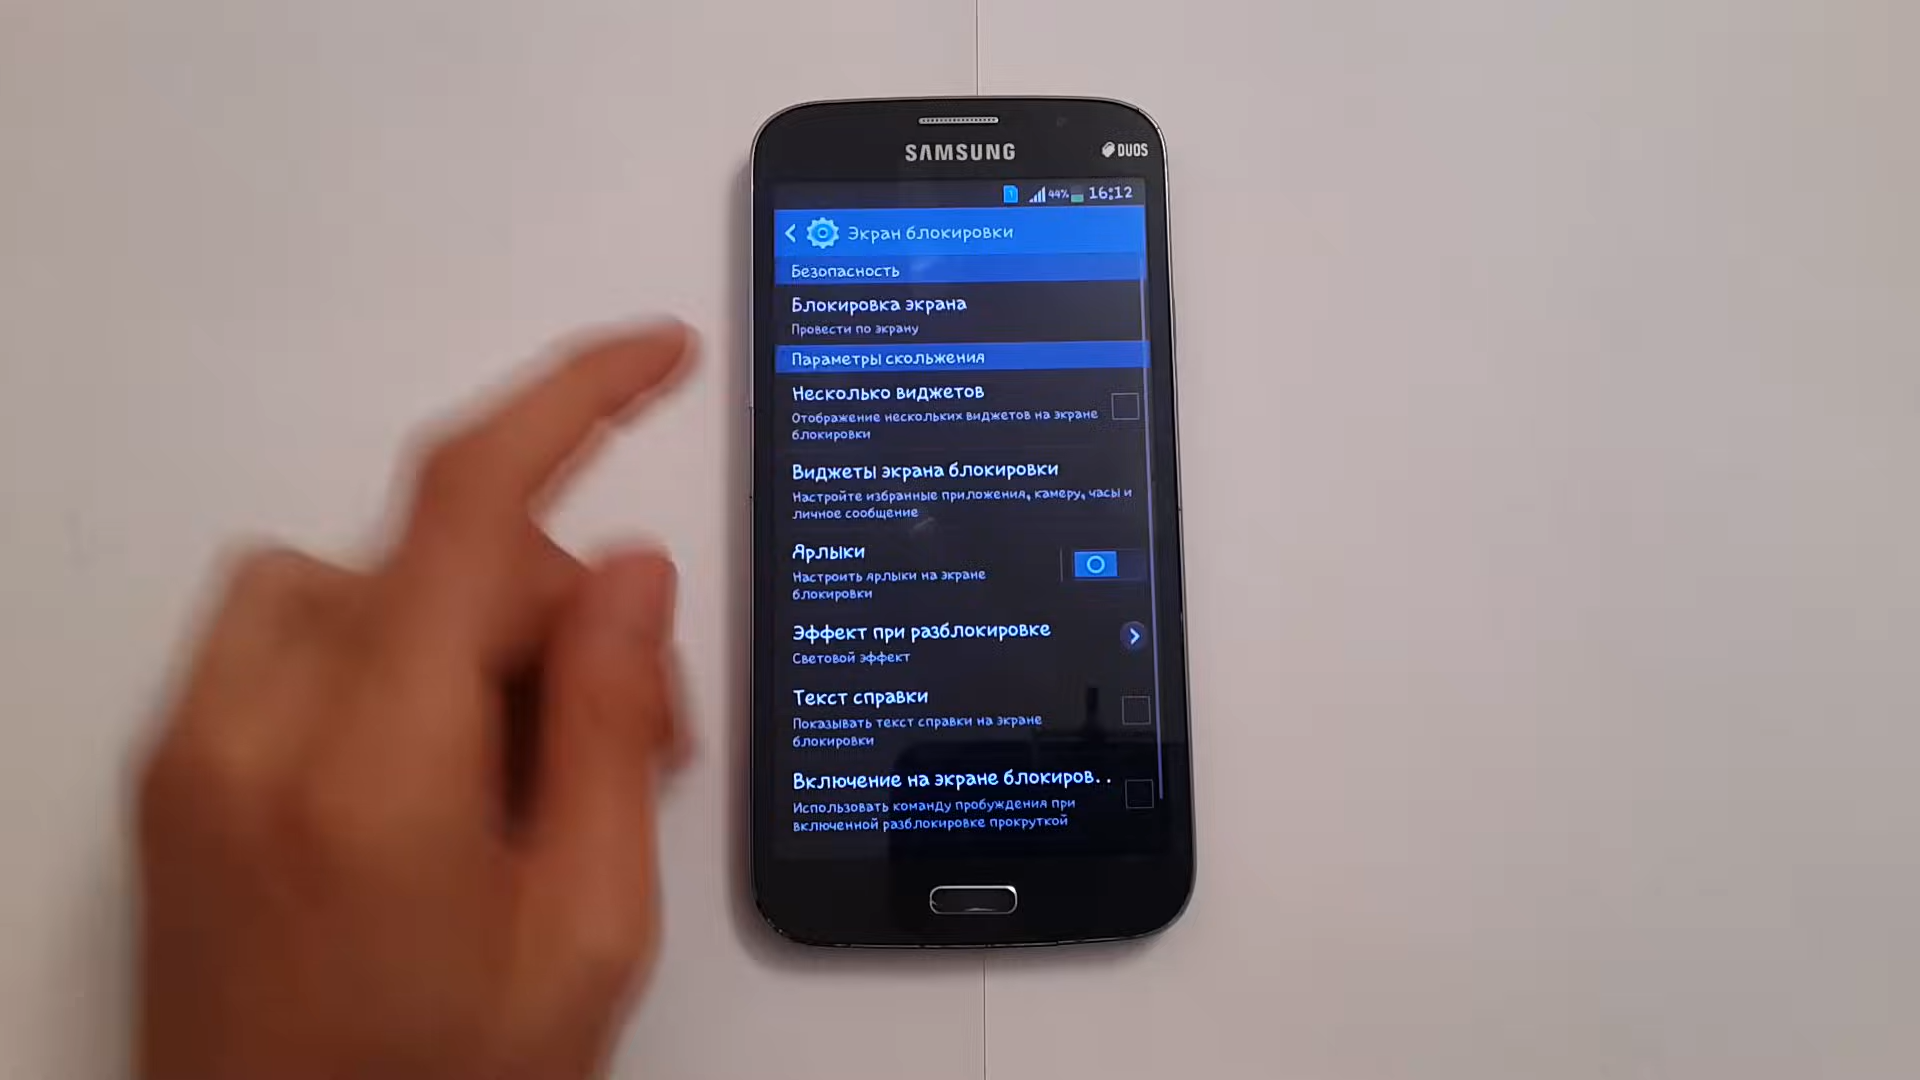 SAMSUNG
DUOS
44% 16:12
Экран блокировки
Безопасность
Блокировка экрана
Провести по экрану
Параметры скольжения
Несколько виджетов
Отображение нескольких виджетов на экране
блокировки
Виджеты экрана блокировки
Настройте избранные приложения, камеру, часы и
личное сообщение
Ярлыки
Настроить ярлыки на экране
блокировки
Эффект при разблокировке
Световой эффект
Текст справки
Показывать текст справки на экране
блокировки
Включение на экране блокиров..
Использовать команду пробуждения при
включенной разблокировке прокруткой